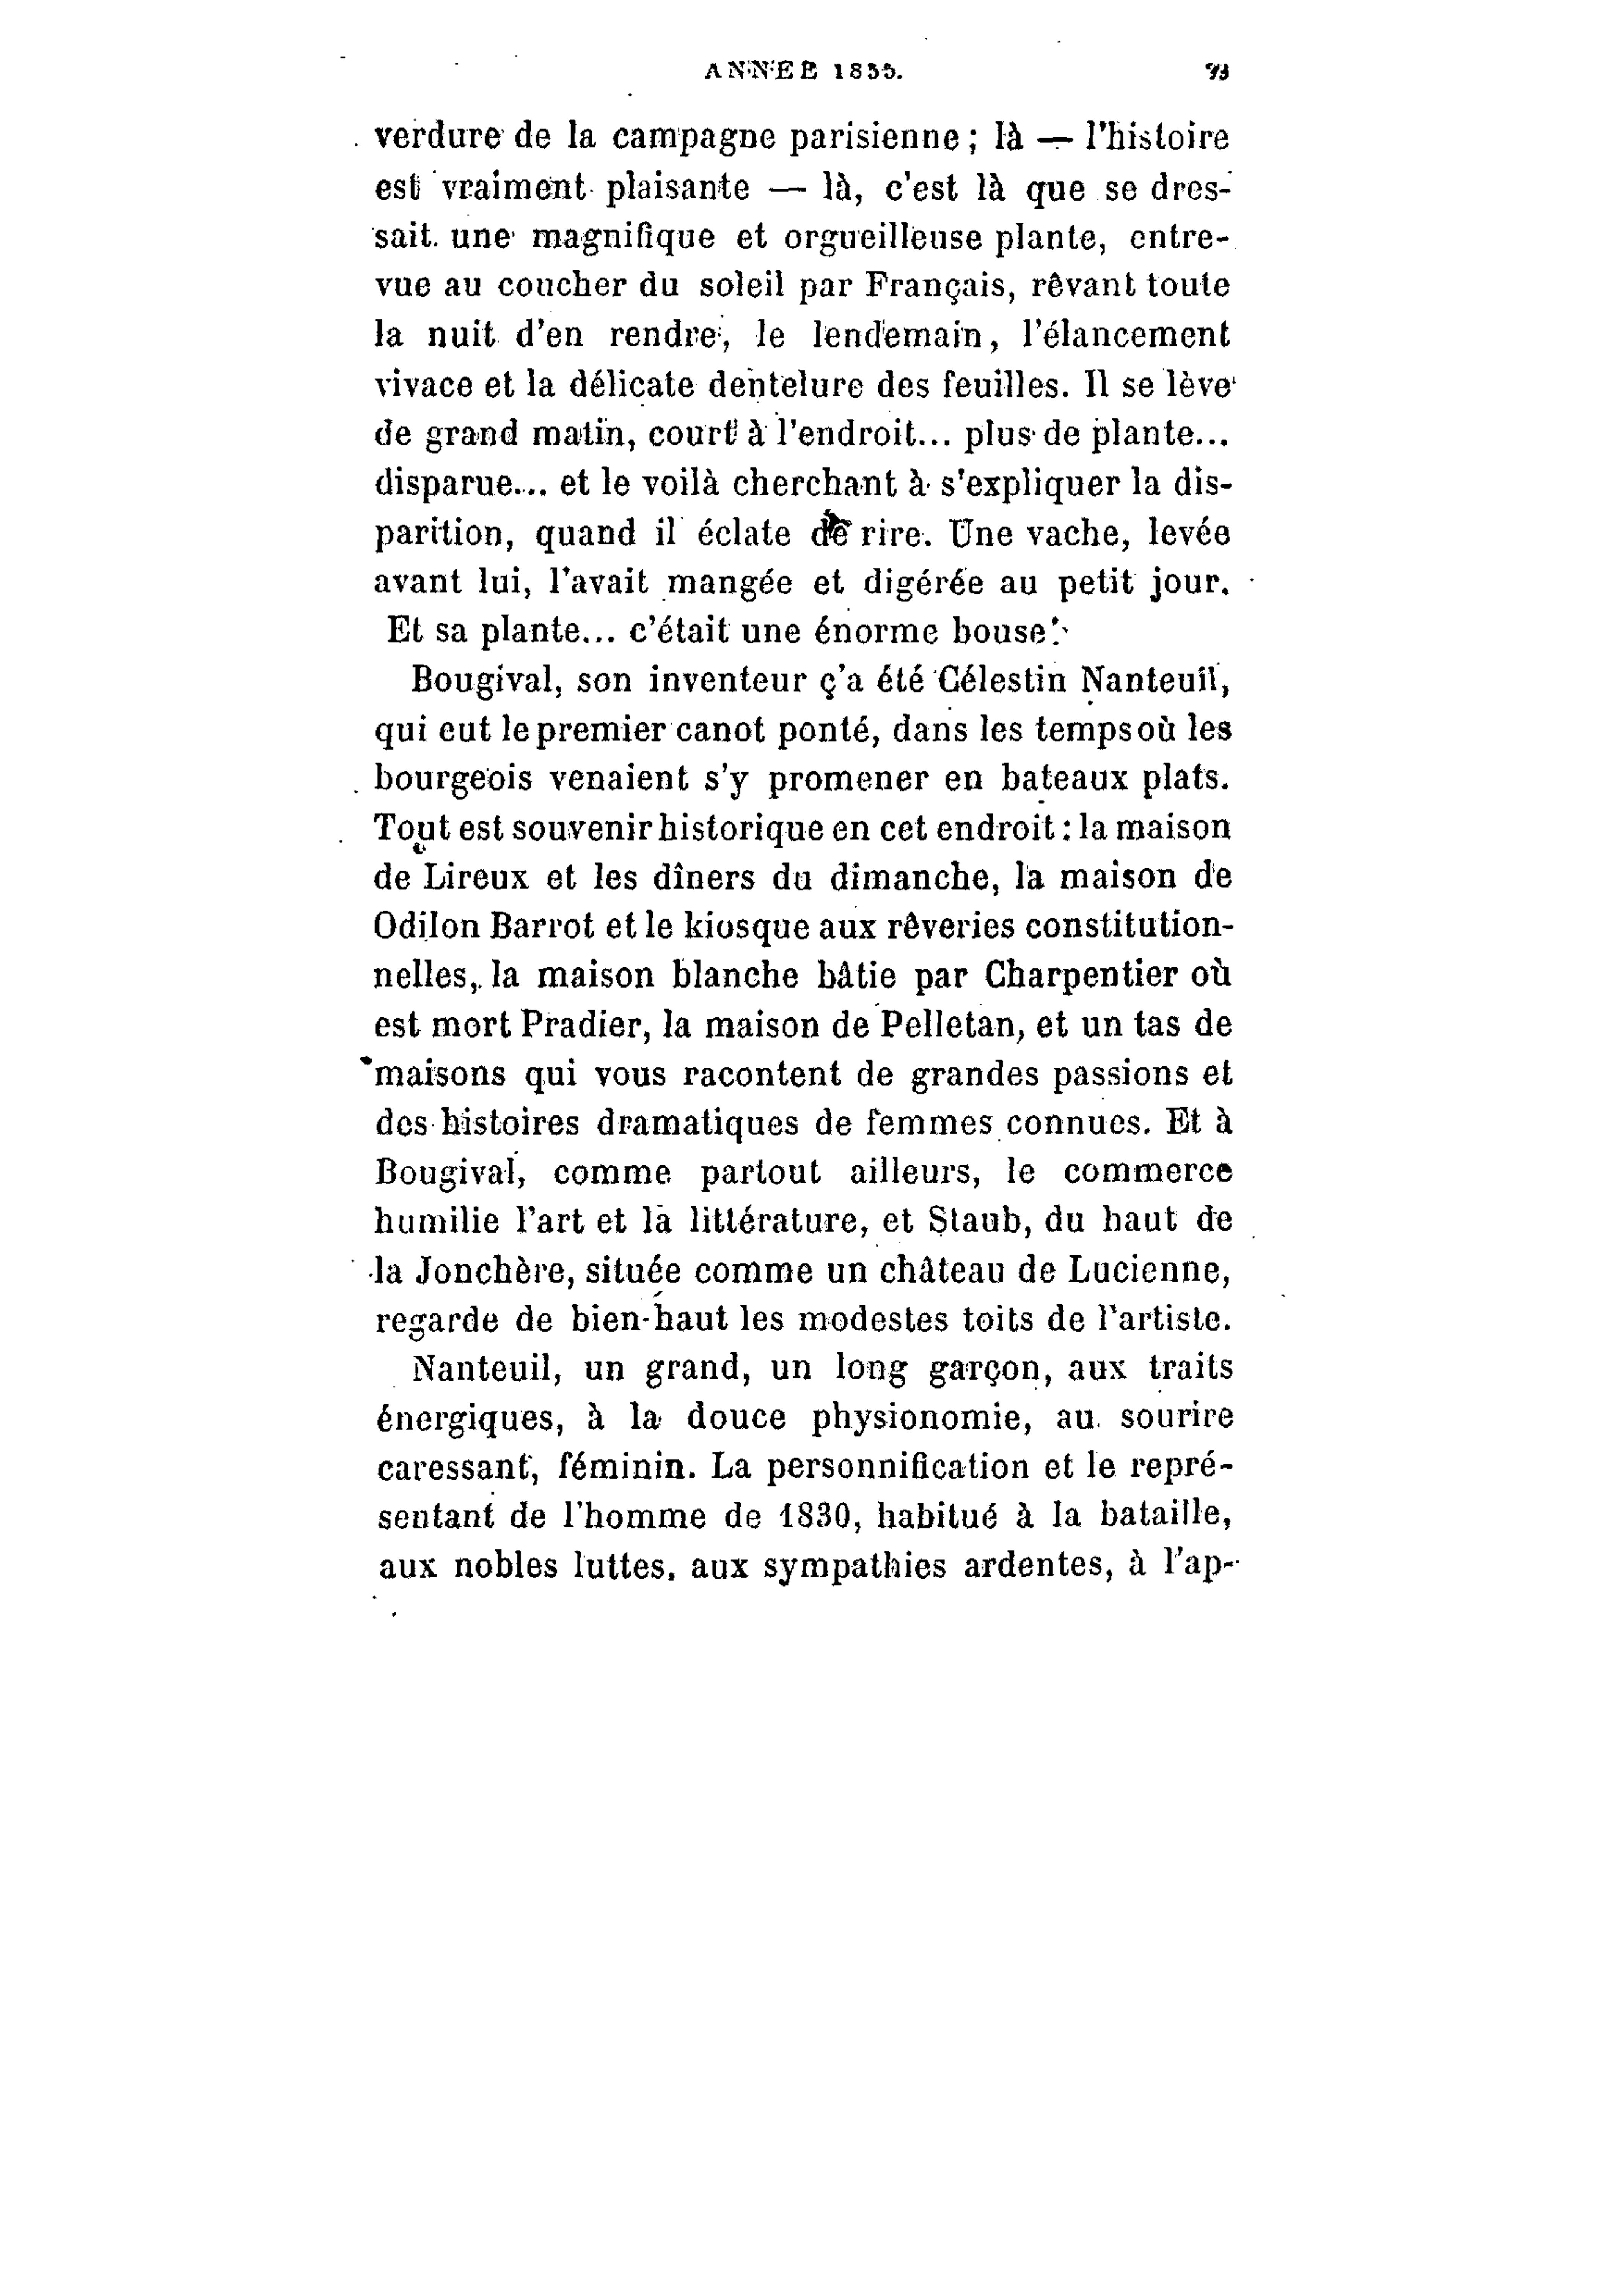 ANNEE 1855. 93
verdure de la campagne parisienne ; là — l'histoire
est vraiment plaisante — là, c'est là que se dres-
sait une magnifique et orgueilleuse plante, entre-
vue au coucher du soleil par Français, rêvant toute
la nuit d'en rendre, le lendemain, l'élancement
vivace et la délicate dentelure des feuilles. Il se lève
de grand matin, court à l'endroit... plus de plante...
disparue... et le voilà cherchant à s'expliquer la dis-
parition, quand il éclate de rire. Une vache, levée
avant lui, l'avait mangée et digérée au petit jour.
Et sa plante... c'était une énorme bouse !
Bougival, son inventeur ç'a été Célestin Nanteuil,
qui eut le premier canot ponté, dans les temps où les
bourgeois venaient s'y promener en bateaux plats.
Tout est souvenir historique en cet endroit : la maison
de Lireux et les dîners du dimanche, la maison de
Odilon Barrot et le kiosque aux rêveries constitution-
nelles, la maison blanche bâtie par Charpentier où
est mort Pradier, la maison de Pelletan, et un tas de
maisons qui vous racontent de grandes passions et
des histoires dramatiques de femmes connues. Et à
Bougival, comme partout ailleurs, le commerce
humilie l'art et la littérature, et Staub, du haut de
la Jonchère, située comme un château de Lucienne,
regarde de bien haut les modestes toits de l'artiste.
Nanteuil, un grand, un long garçon, aux traits
énergiques, à la douce physionomie, au sourire
caressant, féminin. La personnification et le repré-
sentant de l'homme de 1830, habitué à la bataille,
aux nobles luttes, aux sympathies ardentes, à l'ap-